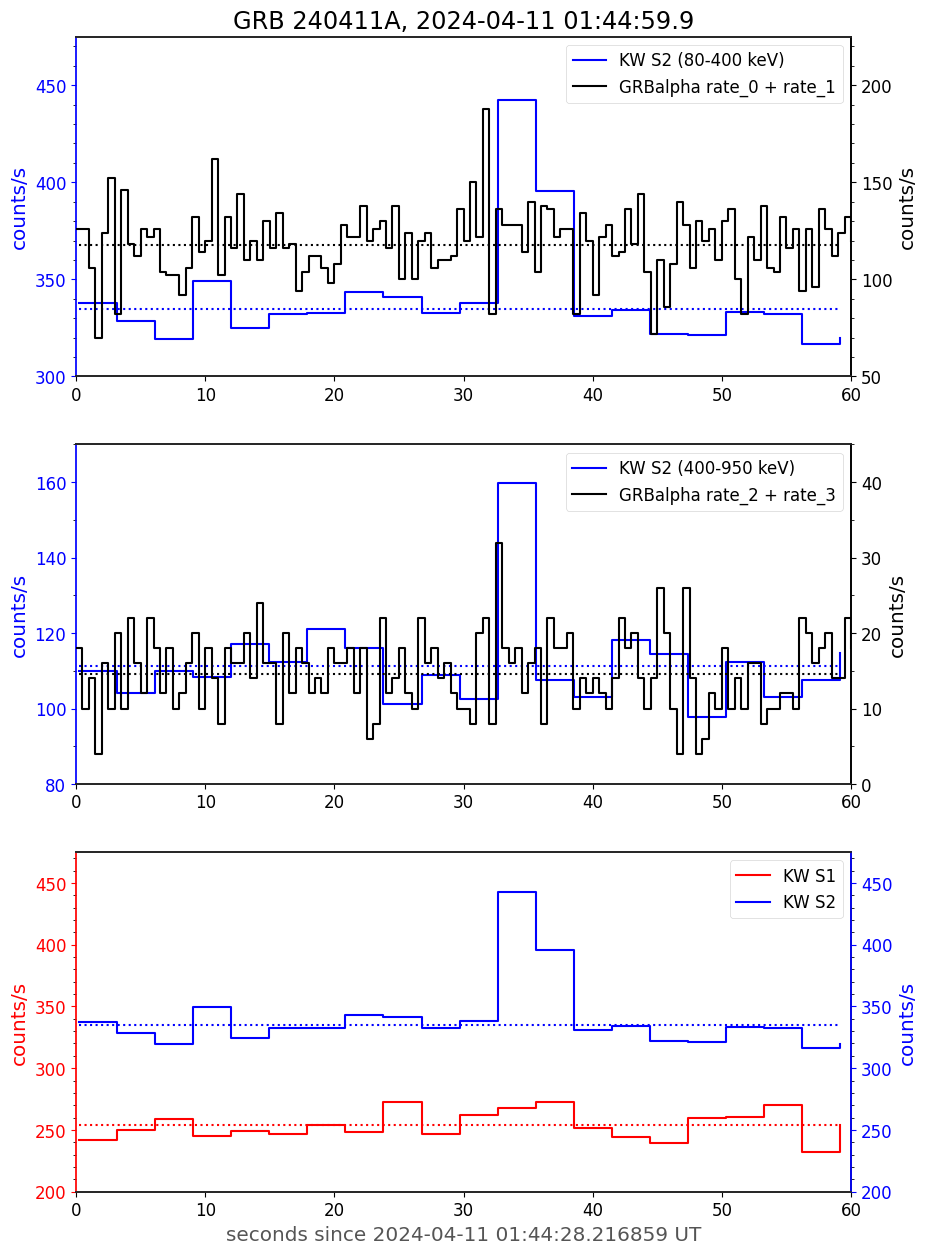 GRB 240411A, 2024-04-11 01:44:59.9
KW S2 (80-400 keV)
GRBalpha rate_0 + rate_1
450
400
350
300
200
150
100
50
counts/s
counts/s
0 10 20 30 40 50 60
KW S2 (400-950 keV)
GRBalpha rate_2 + rate_3
160
140
120
100
80
40
30
20
10
0
counts/s
counts/s
0 10 20 30 40 50 60
KW S1
KW S2
450
400
350
300
250
200
450
400
350
300
250
200
counts/s
counts/s
0 10 20 30 40 50 60
seconds since 2024-04-11 01:44:28.216859 UT